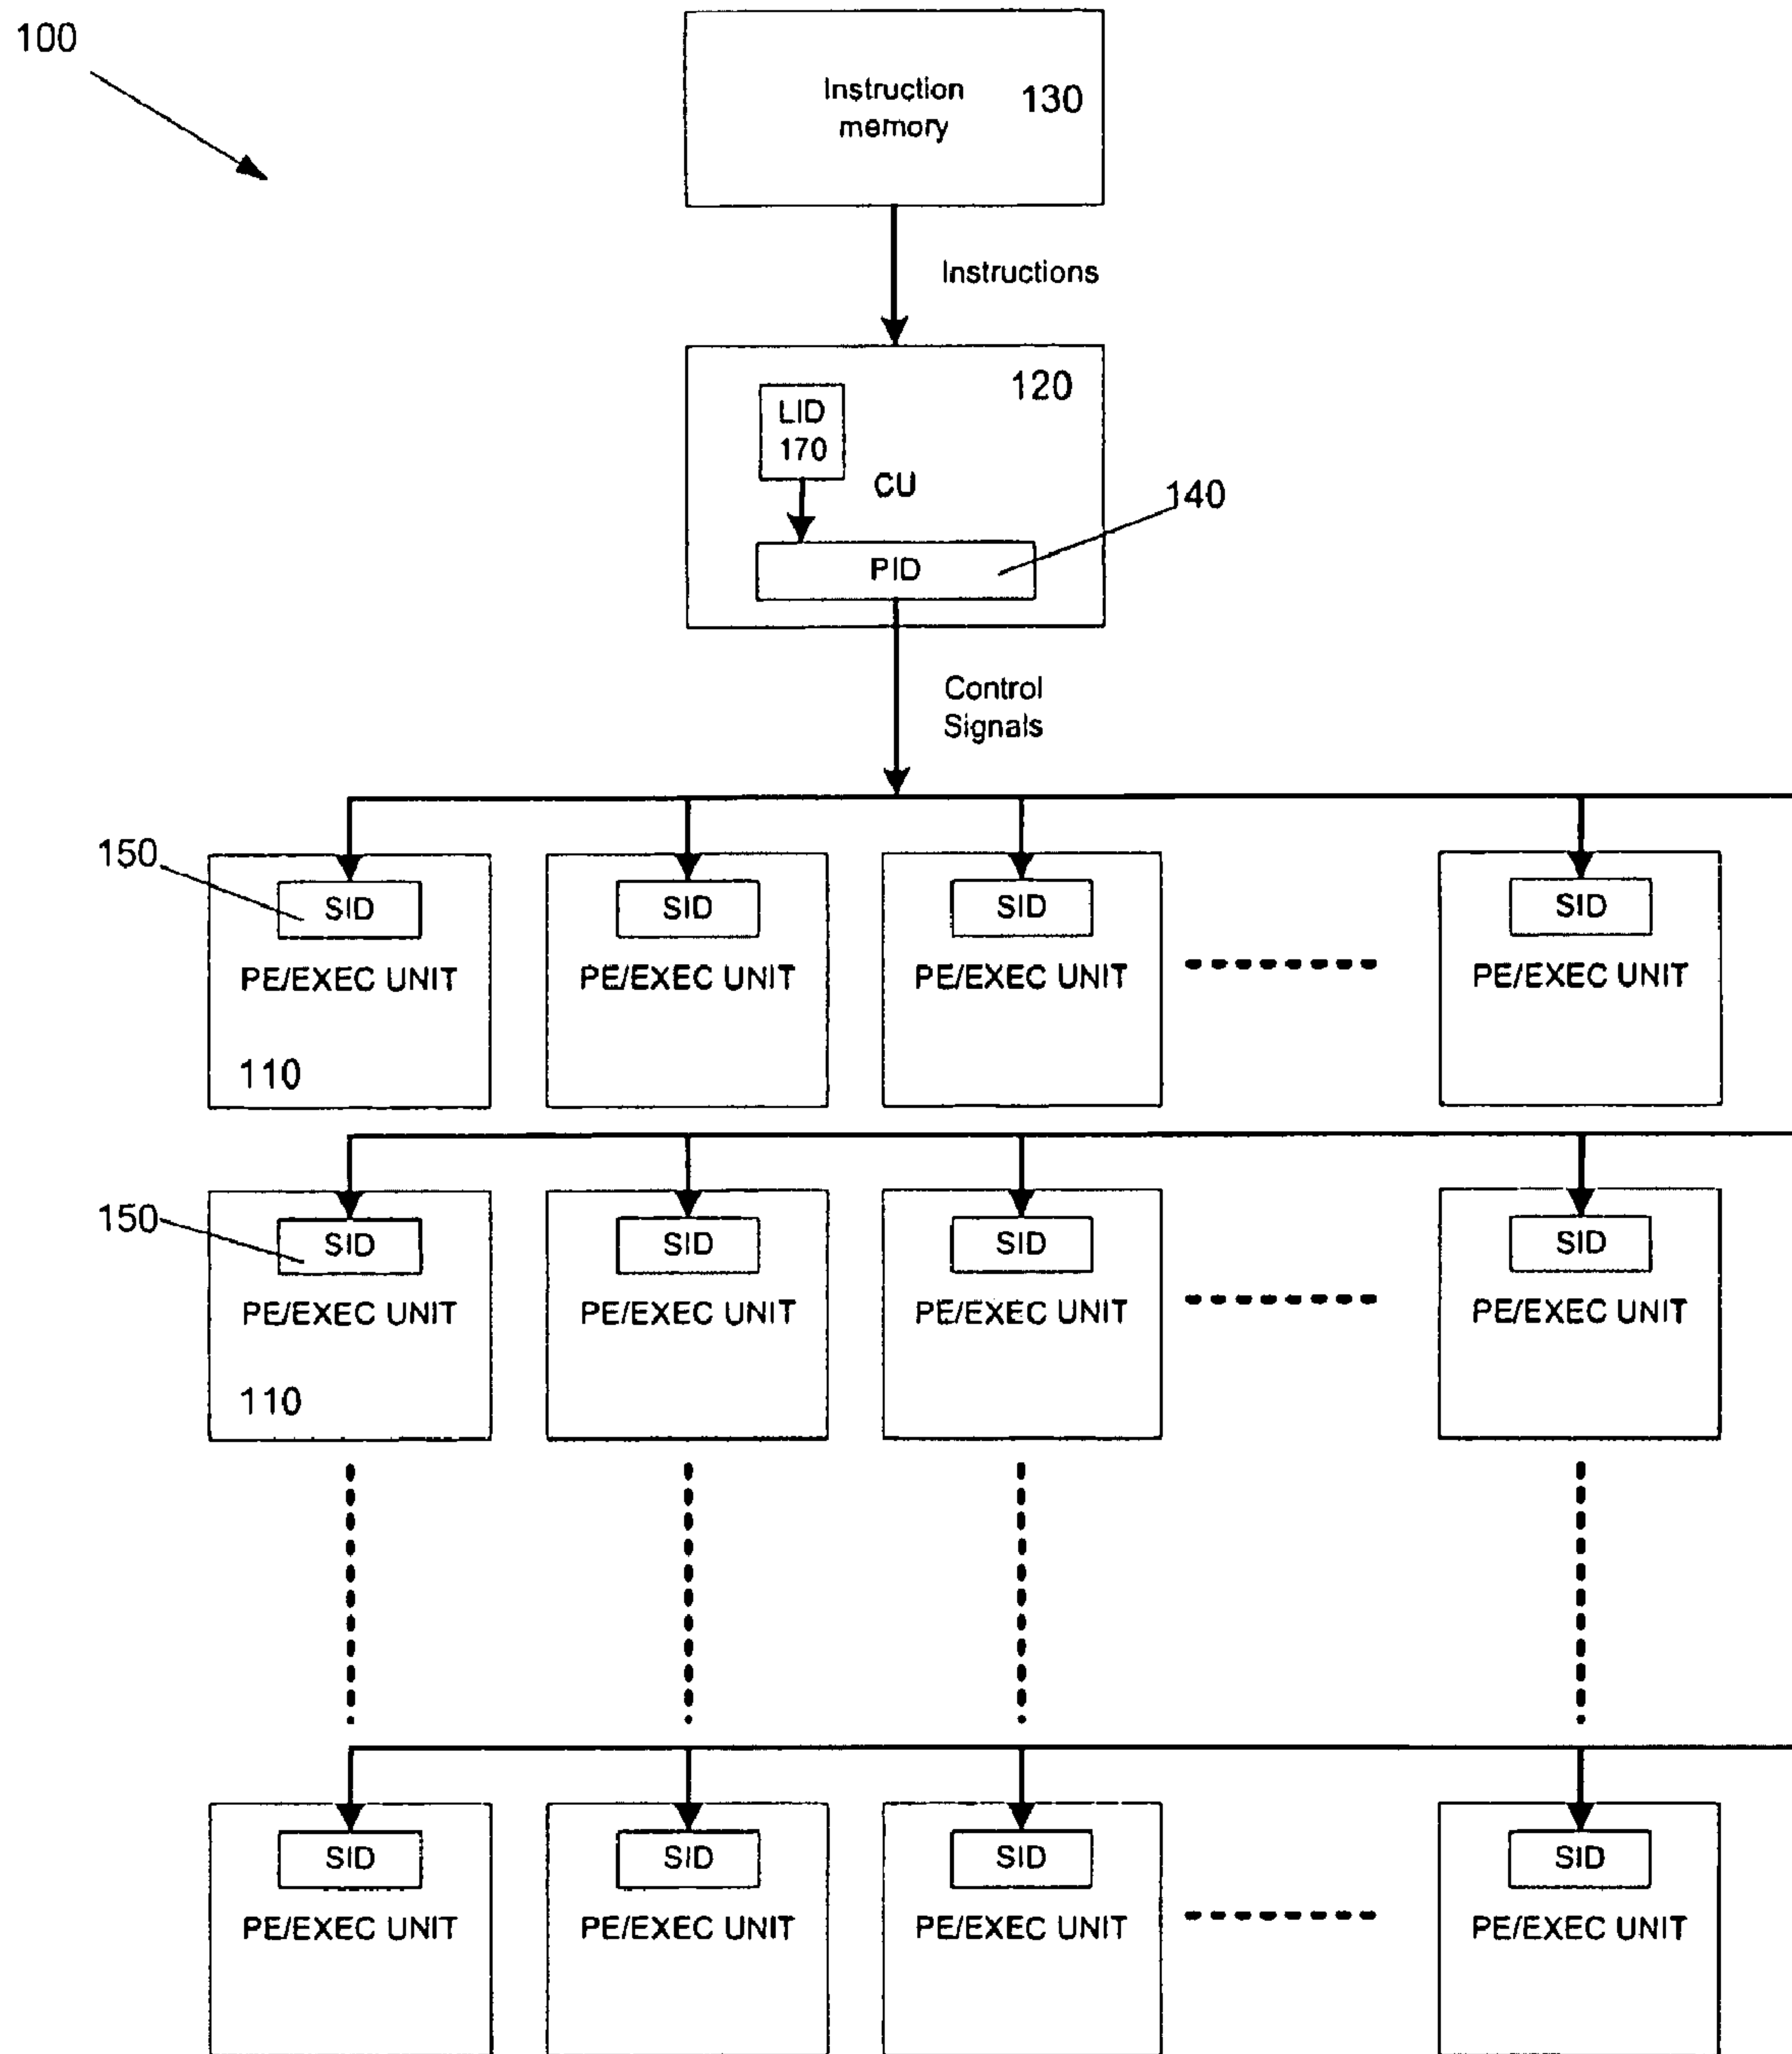 100
Instruction
memory
130
Instructions
120
LID
170
CU
140
PID
Control
Signals
150
SID
SID
SID
SID
PE/EXEC UNIT
PE/EXEC UNIT
PE/EXEC UNIT
PE/EXEC UNIT
110
150
SID
SID
SID
SID
PE/EXEC UNIT
PE/EXEC UNIT
PE/EXEC UNIT
PE/EXEC UNIT
110
SID
SID
SID
SID
PE/EXEC UNIT
PE/EXEC UNIT
PE/EXEC UNIT
PE/EXEC UNIT